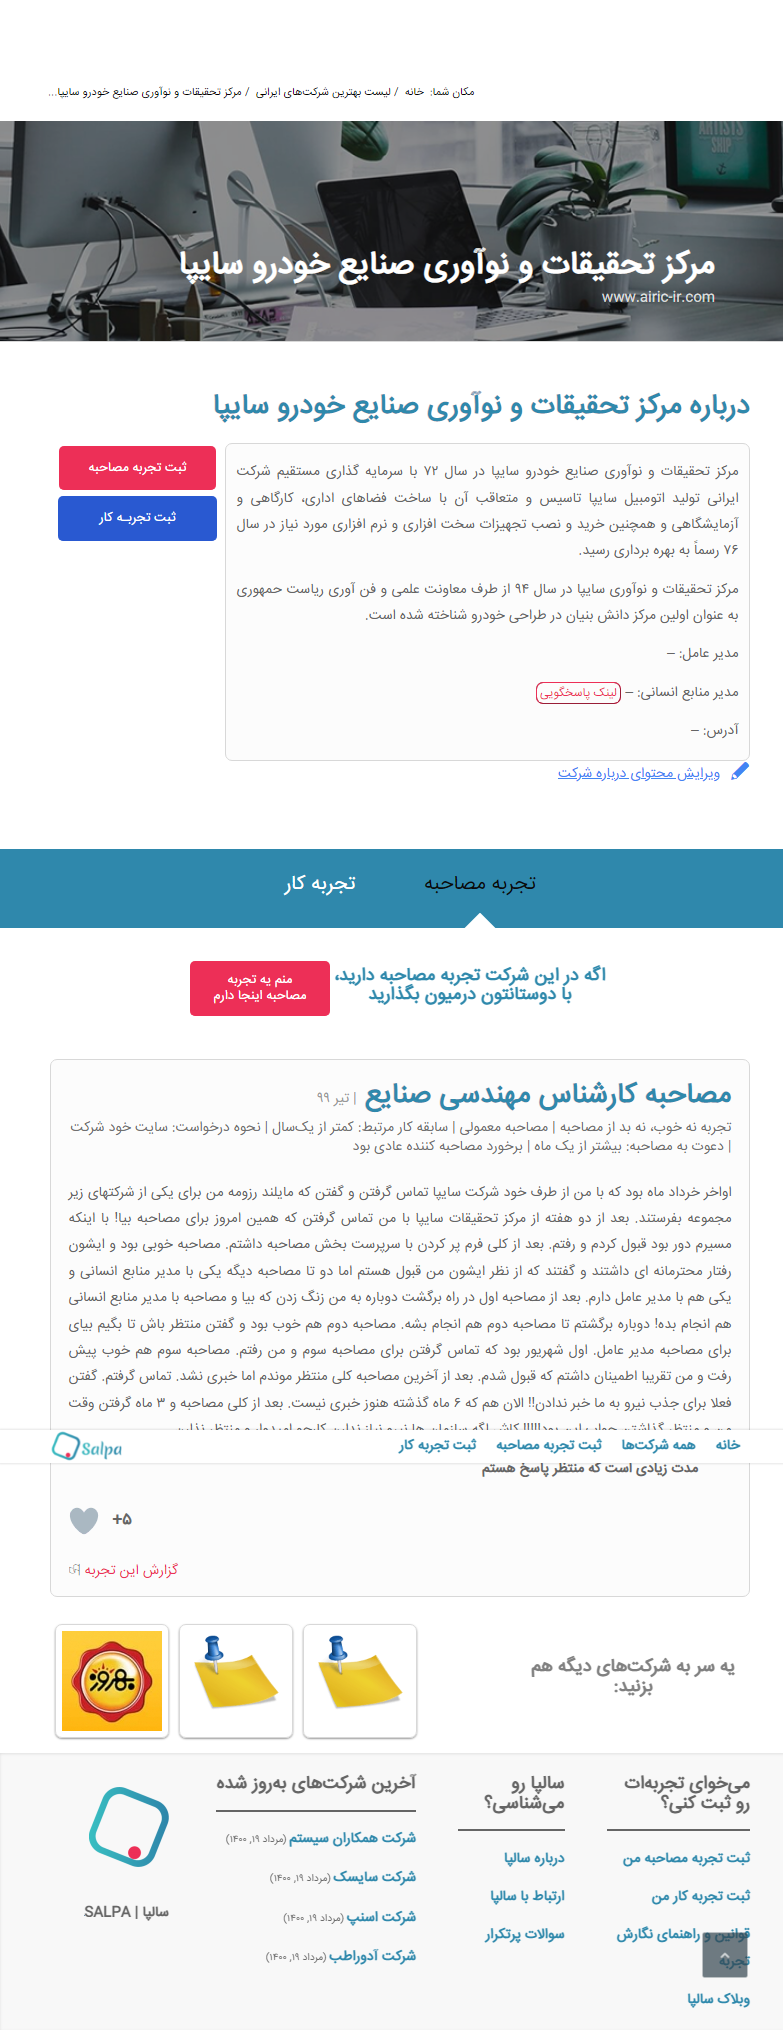 مکان شما: خانه / لیست بهترین شرکت‌های ایرانی / مرکز تحقیقات و نوآوری صنایع خودرو سایپا...
ARTISTS
SHIP
مرکز تحقیقات و نوآوری صنایع خودرو سایپا
www.airic-ir.com
درباره مرکز تحقیقات و نوآوری صنایع خودرو سایپا
ثبت تجربه مصاحبه
ثبت تجربـه کار
مرکز تحقیقات و نوآوری صنایع خودرو سایپا در سال ۷۲ با سرمایه گذاری مستقیم شرکت
ایرانی تولید اتومبیل سایپا تاسیس و متعاقب آن با ساخت فضاهای اداری، کارگاهی و
آزمایشگاهی و همچنین خرید و نصب تجهیزات سخت افزاری و نرم افزاری مورد نیاز در سال
۷۶ رسماً به بهره برداری رسید.
مرکز تحقیقات و نوآوری سایپا در سال ۹۴ از طرف معاونت علمی و فن آوری ریاست جمهوری
به عنوان اولین مرکز دانش بنیان در طراحی خودرو شناخته شده است.
مدیر عامل: –
مدیر منابع انسانی: – لینک پاسخگویی
آدرس: –
ویرایش محتوای درباره شرکت
تجربه مصاحبه
تجربه کار
اگه در این شرکت تجربه مصاحبه دارید،
با دوستانتون درمیون بگذارید
منم یه تجربه
مصاحبه اینجا دارم
مصاحبه کارشناس مهندسی صنایع | تیر ۹۹
تجربه نه خوب، نه بد از مصاحبه | مصاحبه معمولی | سابقه کار مرتبط: کمتر از یک‌سال | نحوه درخواست: سایت خود شرکت
| دعوت به مصاحبه: بیشتر از یک ماه | برخورد مصاحبه کننده عادی بود
اواخر خرداد ماه بود که با من از طرف خود شرکت سایپا تماس گرفتن و گفتن که مایلند رزومه من برای یکی از شرکتهای زیر
مجموعه بفرستند. بعد از دو هفته از مرکز تحقیقات سایپا با من تماس گرفتن که همین امروز برای مصاحبه بیا! با اینکه
مسیرم دور بود قبول کردم و رفتم. بعد از کلی فرم پر کردن با سرپرست بخش مصاحبه داشتم. مصاحبه خوبی بود و ایشون
رفتار محترمانه ای داشتند و گفتند که از نظر ایشون من قبول هستم اما دو تا مصاحبه دیگه یکی با مدیر منابع انسانی و
یکی هم با مدیر عامل دارم. بعد از مصاحبه اول در راه برگشت دوباره به من زنگ زدن که بیا و مصاحبه با مدیر منابع انسانی
هم انجام بده! دوباره برگشتم تا مصاحبه دوم هم انجام بشه. مصاحبه دوم هم خوب بود و گفتن منتظر باش تا بگیم بیای
برای مصاحبه مدیر عامل. اول شهریور بود که تماس گرفتن برای مصاحبه سوم و من رفتم. مصاحبه سوم هم خوب پیش
رفت و من تقریبا اطمینان داشتم که قبول شدم. بعد از آخرین مصاحبه کلی منتظر موندم اما خبری نشد. تماس گرفتم. گفتن
فعلا برای جذب نیرو به ما خبر ندادن!! الان هم که ۶ ماه گذشته هنوز خبری نیست. بعد از کلی مصاحبه و ۳ ماه گرفتن وقت
خانه همه شرکت‌ها ثبت تجربه مصاحبه ثبت تجربه کار
Salpa
مدت زیادی است که منتظر پاسخ هستم
+۵
گزارش این تجربه
یه سر به شرکت‌های دیگه هم
بزنید:
بهروز
می‌خوای تجربه‌ات
رو ثبت کنی؟
ثبت تجربه مصاحبه من
ثبت تجربه کار من
قوانین و راهنمای نگارش
تجربه
وبلاگ سالپا
سالپا رو
می‌شناسی؟
درباره سالپا
ارتباط با سالپا
سوالات پرتکرار
آخرین شرکت‌های به‌روز شده
شرکت همکاران سیستم (مرداد ۱۹, ۱۴۰۰)
شرکت سایسک (مرداد ۱۹, ۱۴۰۰)
شرکت اسنپ (مرداد ۱۹, ۱۴۰۰)
شرکت آدوراطب (مرداد ۱۹, ۱۴۰۰)
سالپا | SALPA